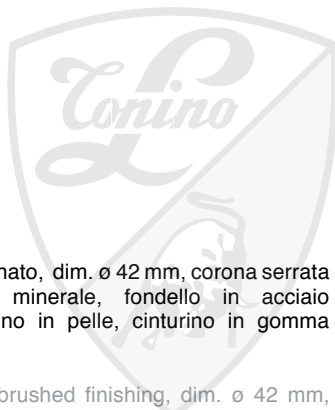 Tonino
L
nato, dim. ø 42 mm, corona serrata
minerale, fondello in acciaio
no in pelle, cinturino in gomma
brushed finishing, dim. ø 42 mm,